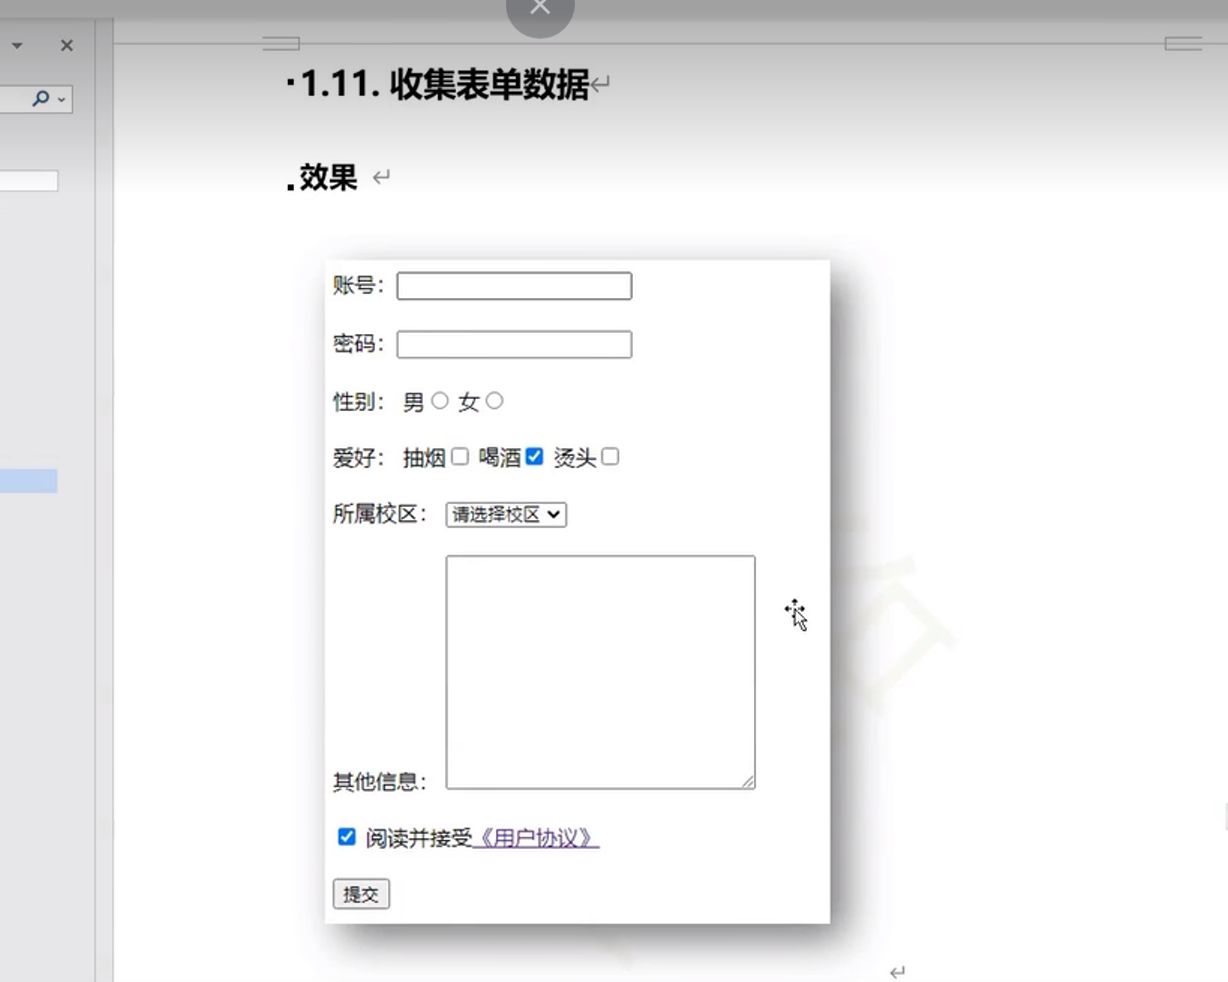 1.11. 收集表单数据
效果
账号：
密码：
性别： 男 女
爱好： 抽烟 喝酒 烫头
所属校区： 请选择校区
其他信息：
阅读并接受《用户协议》
提交